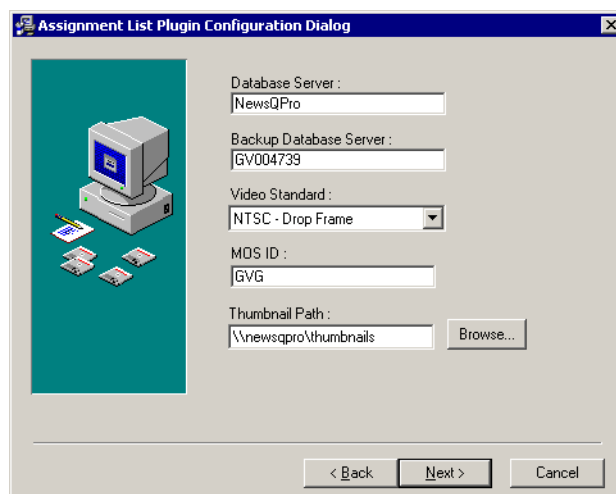 Assignment List Plugin Configuration Dialog
Database Server :
NewsQPro
Backup Database Server :
GV004739
Video Standard :
NTSC - Drop Frame
MOS ID :
GVG
Thumbnail Path :
\\newsqpro\thumbnails
Browse...
< Back
Next >
Cancel